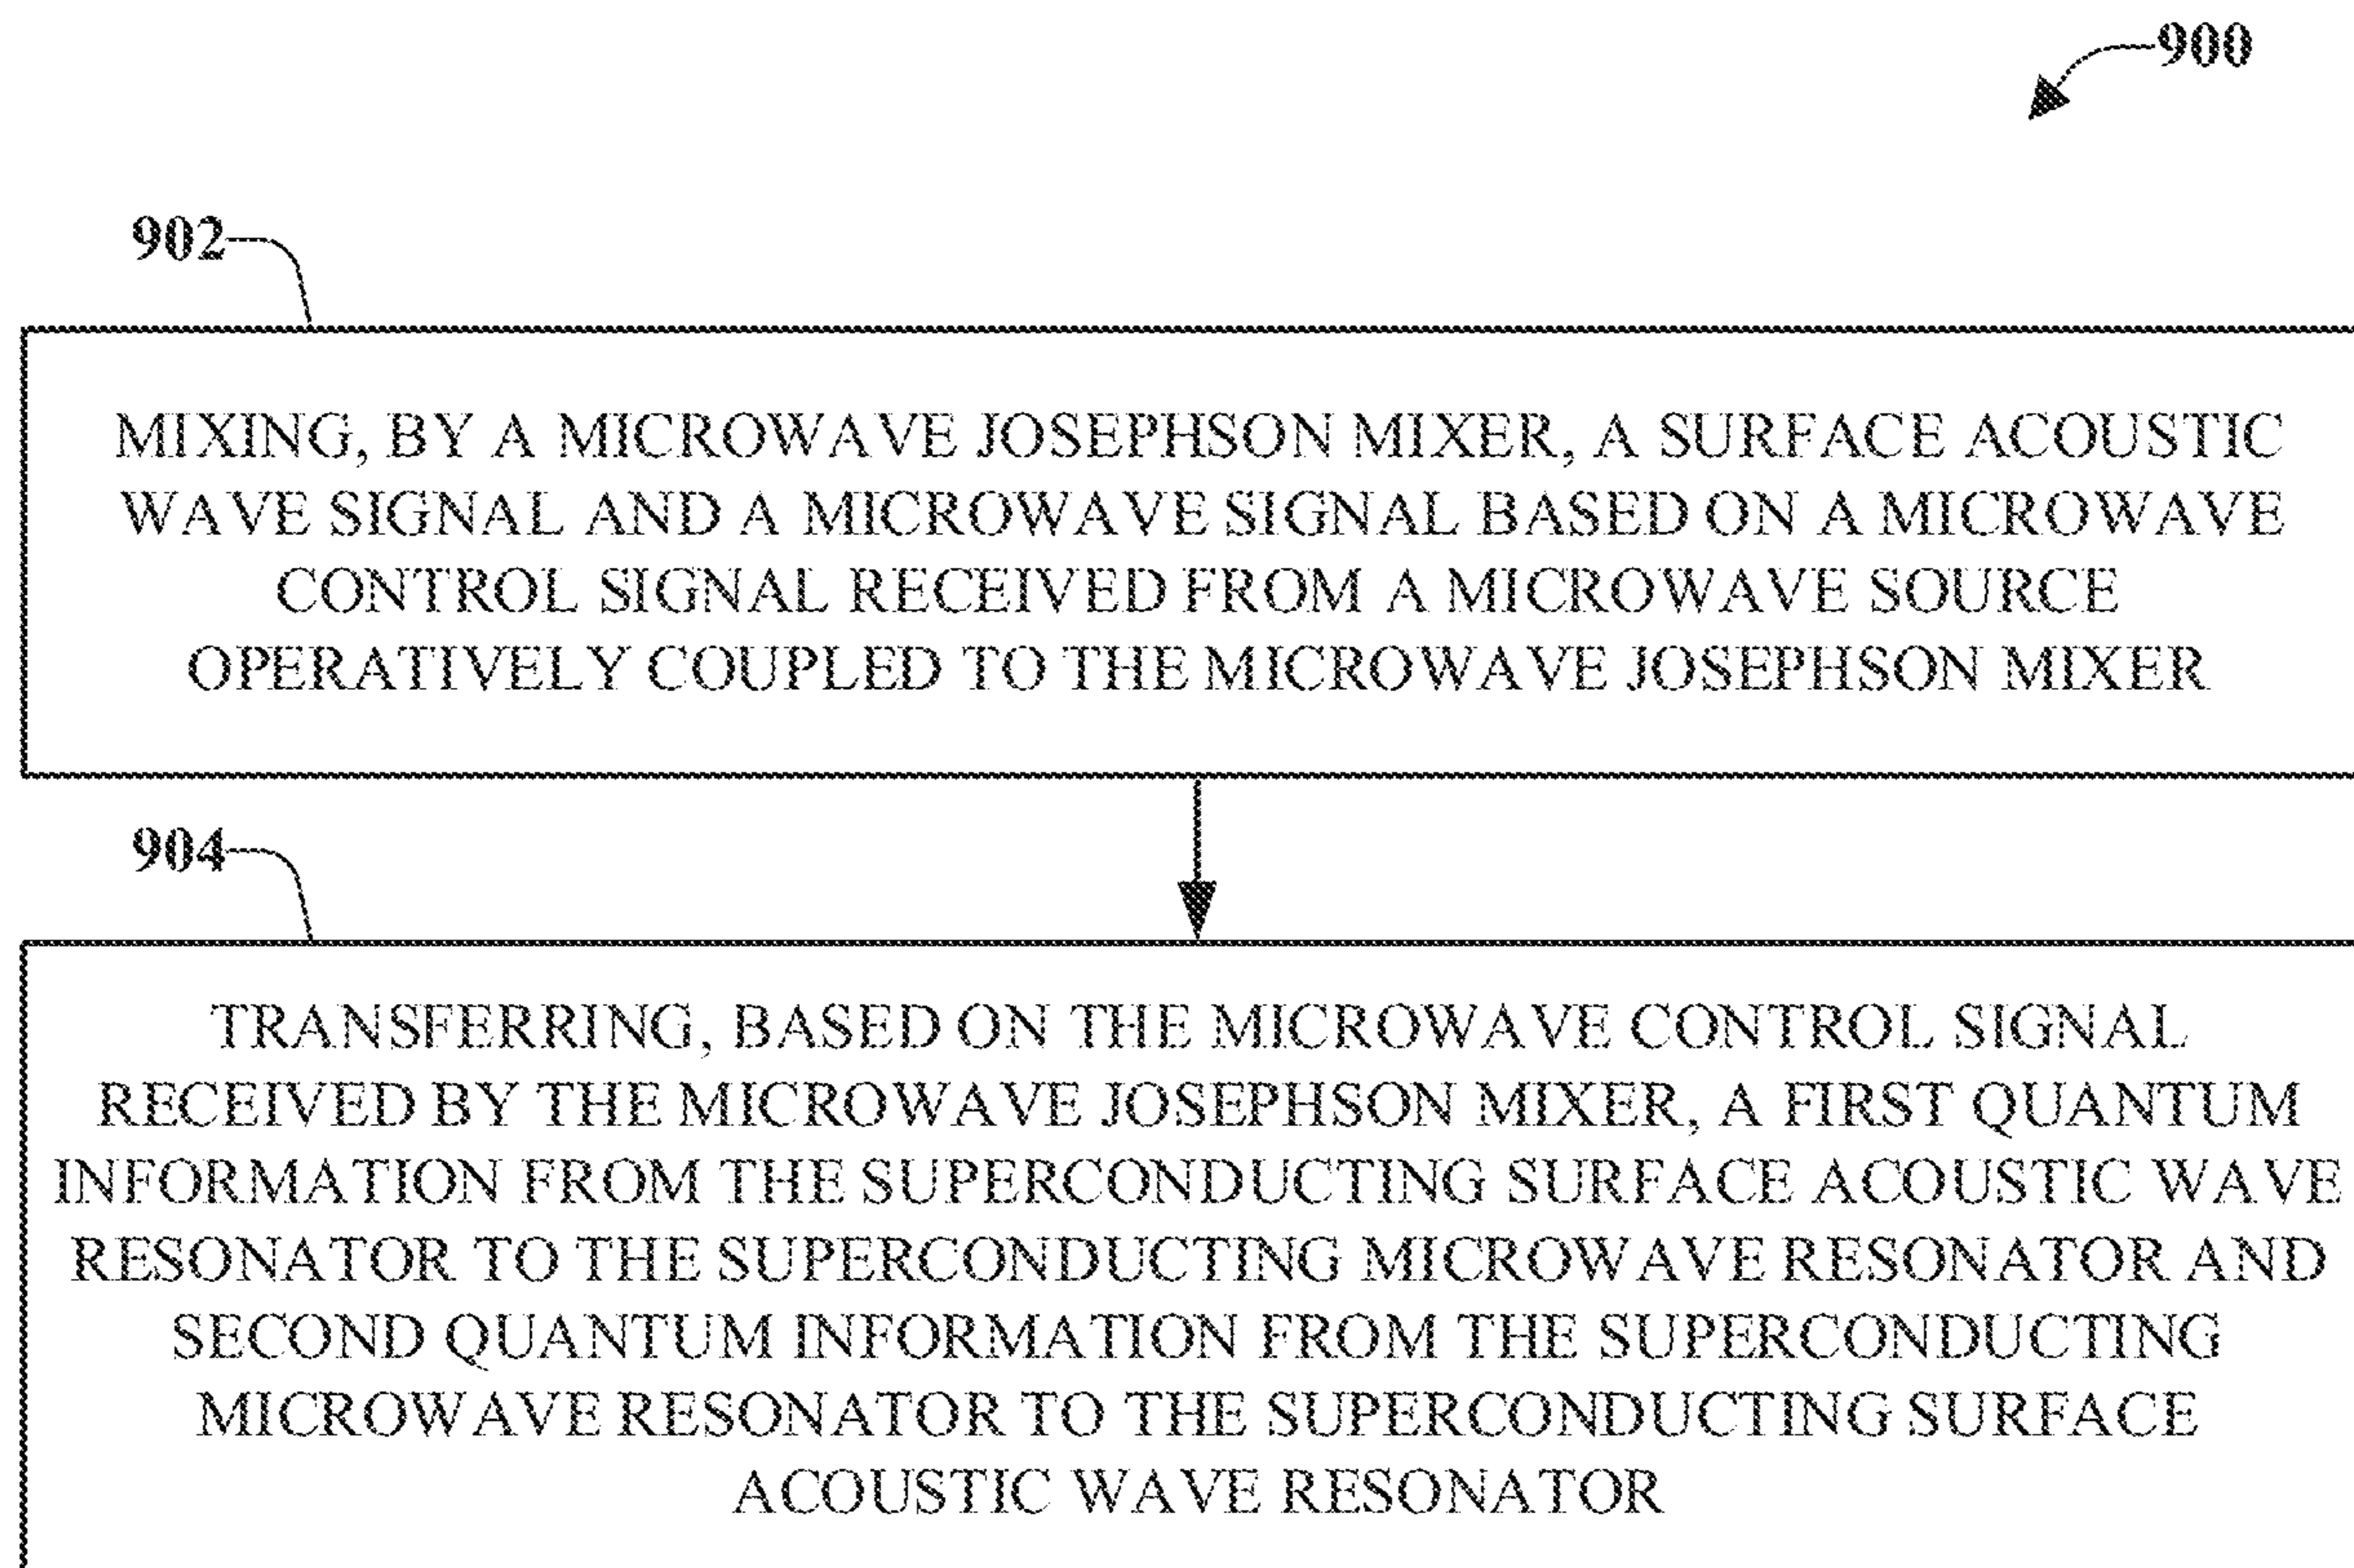 900
902
MIXING, BY A MICROWAVE JOSEPHSON MIXER, A SURFACE ACOUSTIC
WAVE SIGNAL AND A MICROWAVE SIGNAL BASED ON A MICROWAVE
CONTROL SIGNAL RECEIVED FROM A MICROWAVE SOURCE
OPERATIVELY COUPLED TO THE MICROWAVE JOSEPHSON MIXER
904
TRANSFERRING, BASED ON THE MICROWAVE CONTROL SIGNAL
RECEIVED BY THE MICROWAVE JOSEPHSON MIXER, A FIRST QUANTUM
INFORMATION FROM THE SUPERCONDUCTING SURFACE ACOUSTIC WAVE
RESONATOR TO THE SUPERCONDUCTING MICROWAVE RESONATOR AND
SECOND QUANTUM INFORMATION FROM THE SUPERCONDUCTING
MICROWAVE RESONATOR TO THE SUPERCONDUCTING SURFACE
ACOUSTIC WAVE RESONATOR